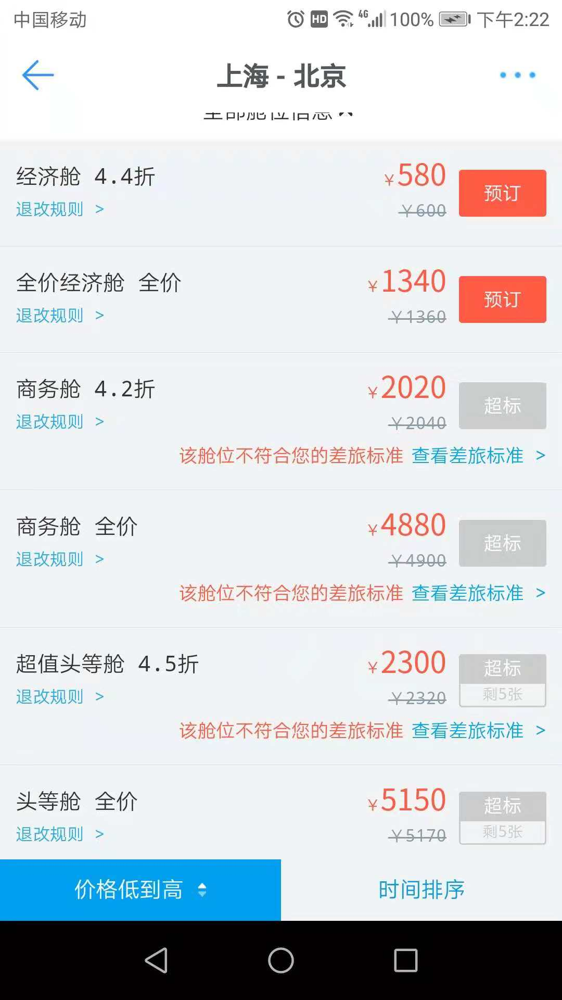 中国移动 HD 4G 100% 下午2:22
上海 - 北京
全部舱位信息
经济舱 4.4折 ￥580 预订
退改规则 > ￥600
全价经济舱 全价 ￥1340 预订
退改规则 > ￥1360
商务舱 4.2折 ￥2020 超标
退改规则 > ￥2040
该舱位不符合您的差旅标准 查看差旅标准 >
商务舱 全价 ￥4880 超标
退改规则 > ￥4900
该舱位不符合您的差旅标准 查看差旅标准 >
超值头等舱 4.5折 ￥2300 超标
退改规则 > ￥2320 剩5张
该舱位不符合您的差旅标准 查看差旅标准 >
头等舱 全价 ￥5150 超标
退改规则 > ￥5170 剩5张
价格低到高 时间排序